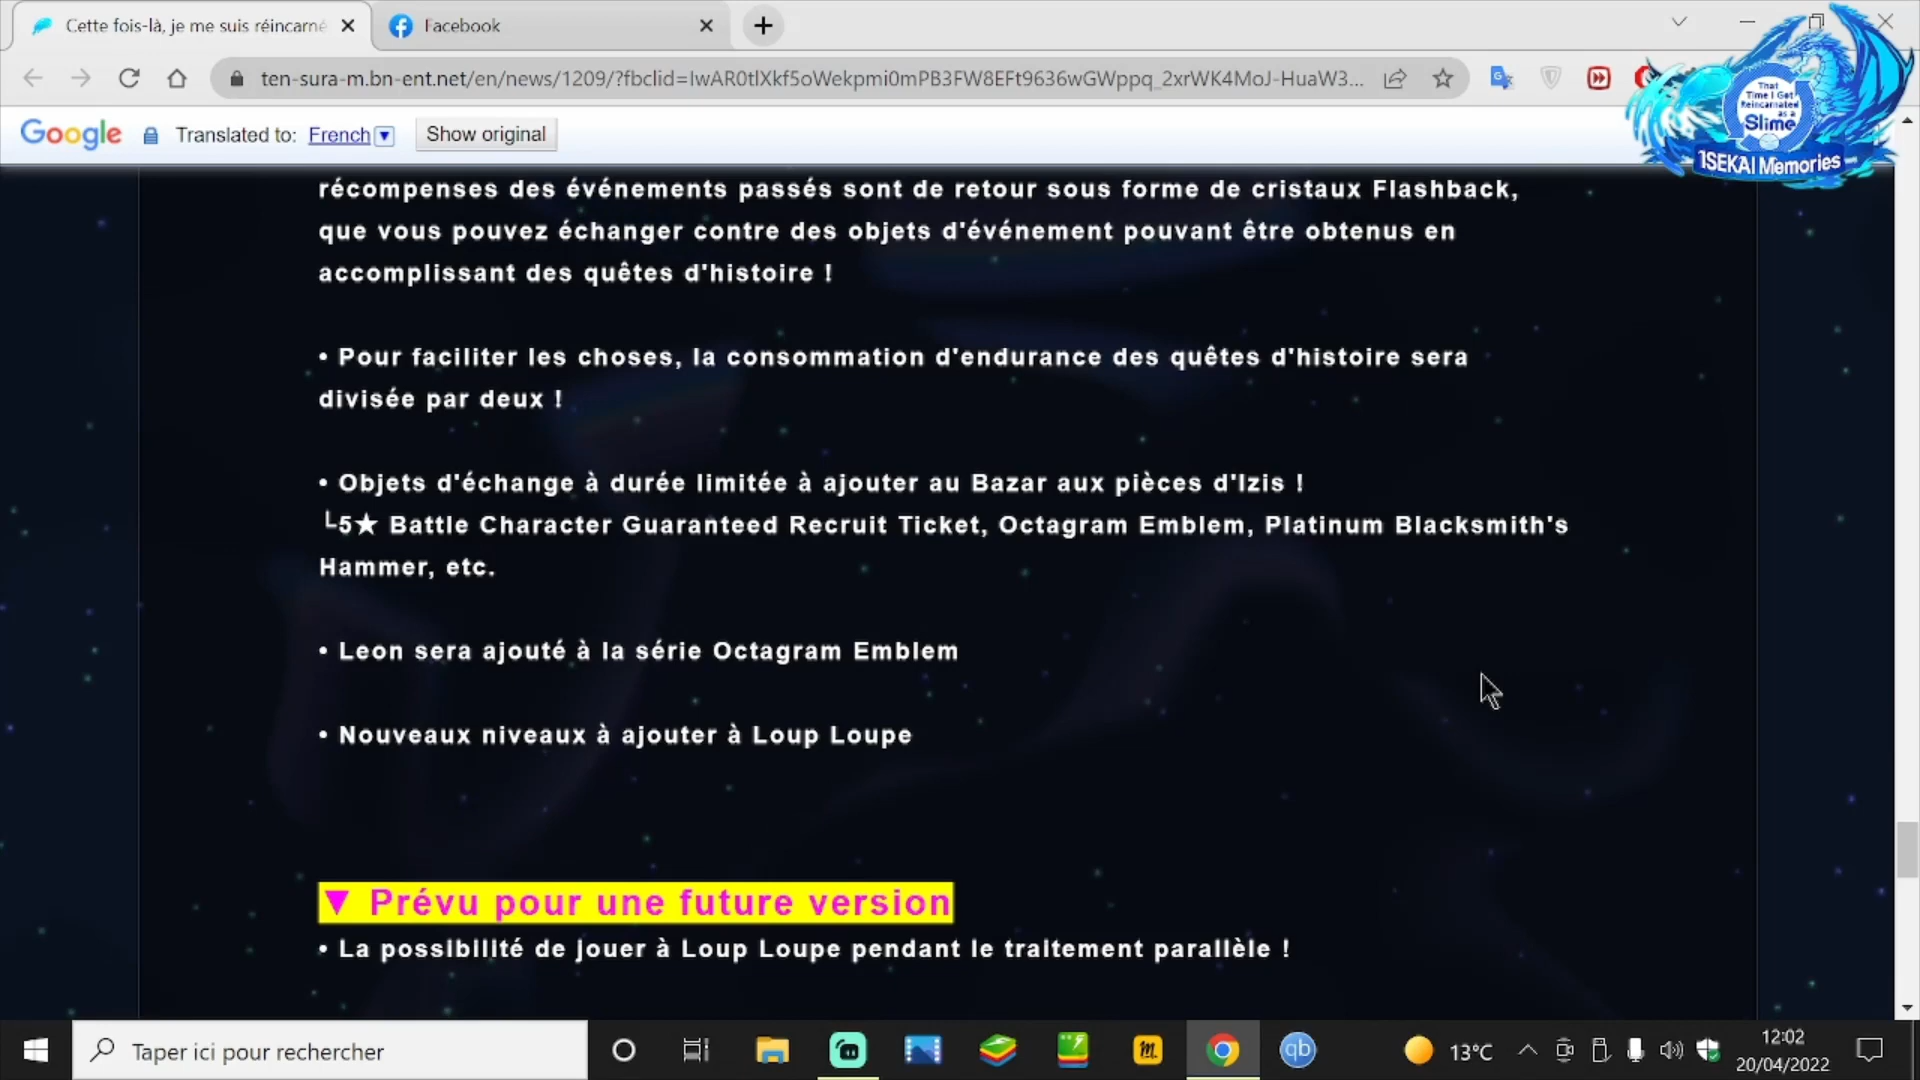 Cette fois-là, je me suis réincarné
Facebook
ten-sura-m.bn-ent.net/en/news/1209/?fbclid=IwAR0tlXkf5oWekpmi0mPB3FW8EFt9636wGWppq_2xrWK4MoJ-HuaW3...
That
Time I Got
Reincarnated
as a
Slime
ISEKAI Memories
Google Translated to: French Show original
récompenses des événements passés sont de retour sous forme de cristaux Flashback,
que vous pouvez échanger contre des objets d'événement pouvant être obtenus en
accomplissant des quêtes d'histoire !
• Pour faciliter les choses, la consommation d'endurance des quêtes d'histoire sera
divisée par deux !
• Objets d'échange à durée limitée à ajouter au Bazar aux pièces d'Izis !
└5★ Battle Character Guaranteed Recruit Ticket, Octagram Emblem, Platinum Blacksmith's
Hammer, etc.
• Leon sera ajouté à la série Octagram Emblem
• Nouveaux niveaux à ajouter à Loup Loupe
▼ Prévu pour une future version
• La possibilité de jouer à Loup Loupe pendant le traitement parallèle !
Taper ici pour rechercher
m.
qb
13°C
12:02
20/04/2022